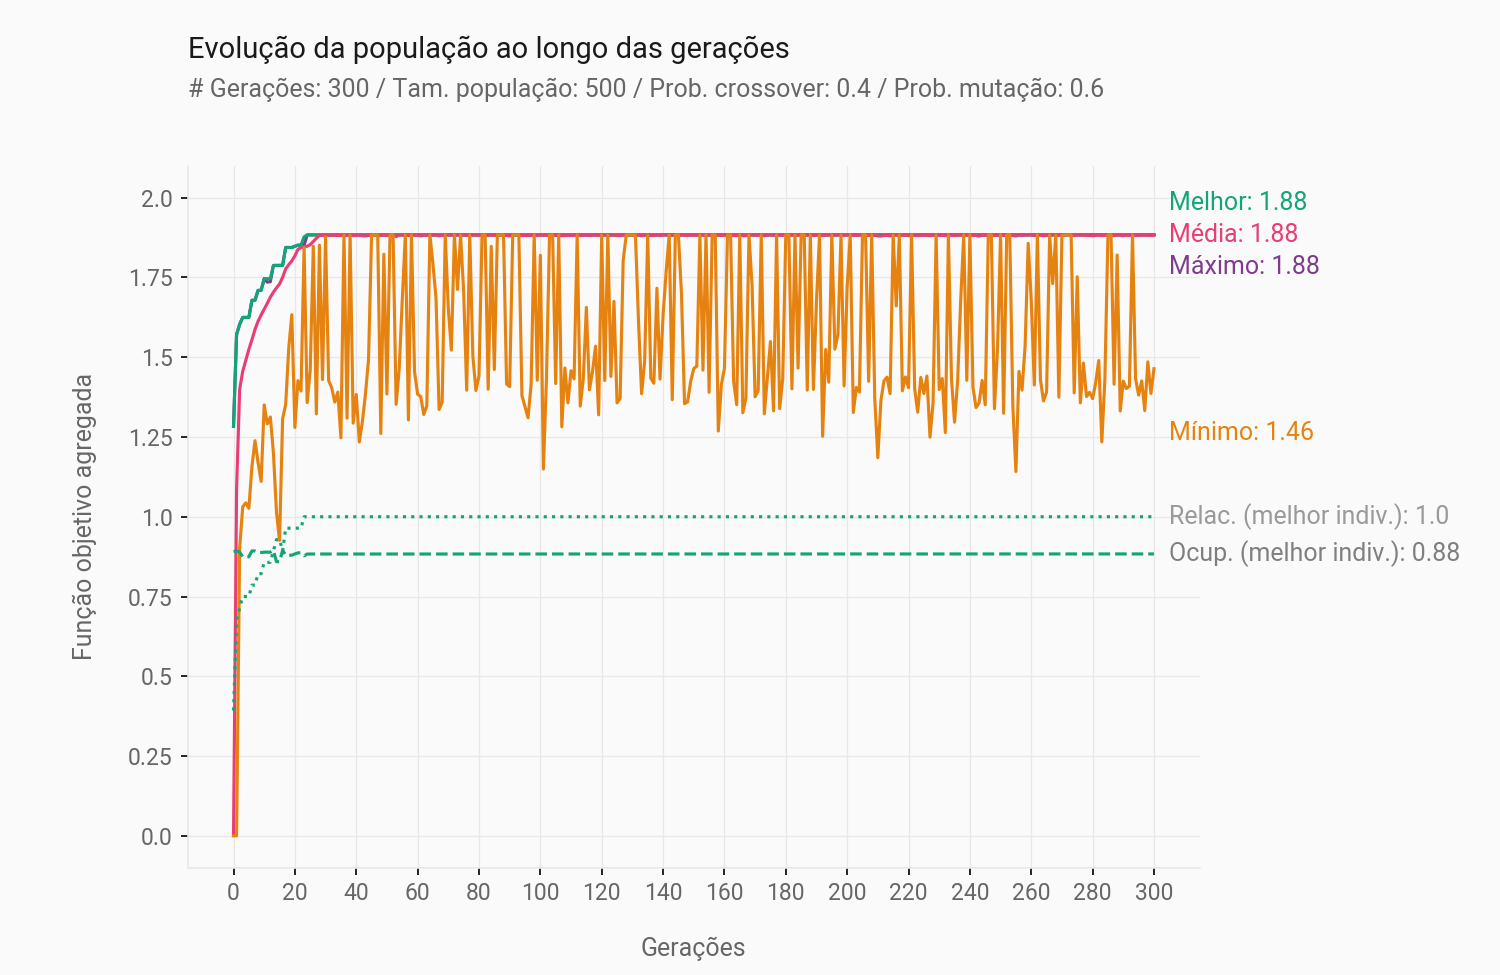 Evolução da população ao longo das gerações
# Gerações: 300 / Tam. população: 500 / Prob. crossover: 0.4 / Prob. mutação: 0.6
Função objetivo agregada
2.0
1.75
1.5
1.25
1.0
0.75
0.5
0.25
0.0
Melhor: 1.88
Média: 1.88
Máximo: 1.88
Mínimo: 1.46
Relac. (melhor indiv.): 1.0
Ocup. (melhor indiv.): 0.88
0 20 40 60 80 100 120 140 160 180 200 220 240 260 280 300
Gerações